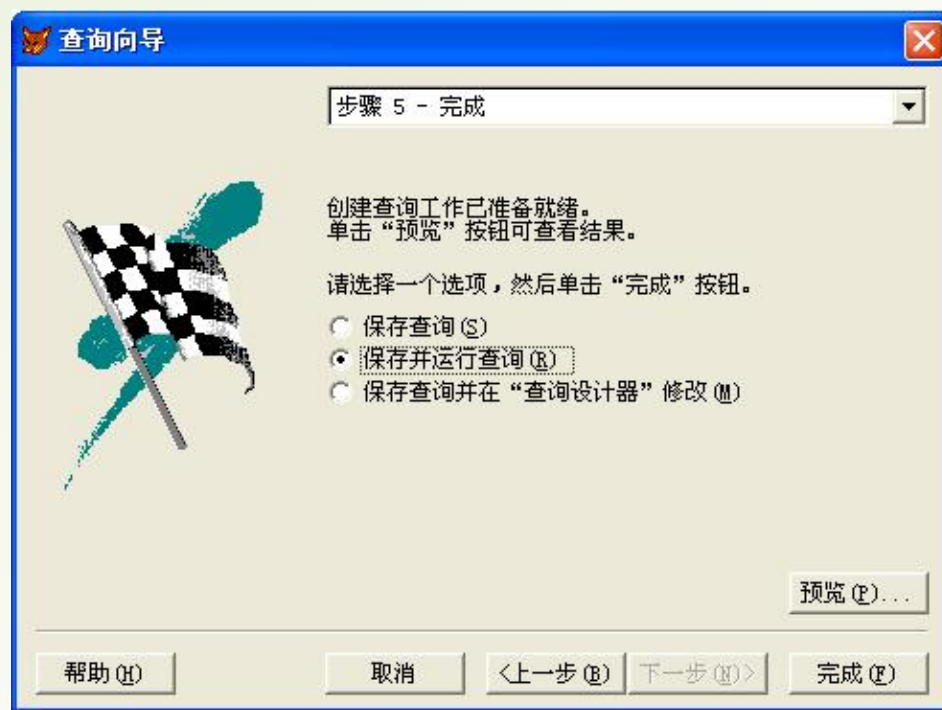 查询向导
步骤 5 - 完成
创建查询工作已准备就绪。
单击“预览”按钮可查看结果。
请选择一个选项，然后单击“完成”按钮。
保存查询(S)
保存并运行查询(R)
保存查询并在“查询设计器”修改(M)
预览(P)...
帮助(H)
取消
<上一步(B)
下一步(N)>
完成(F)